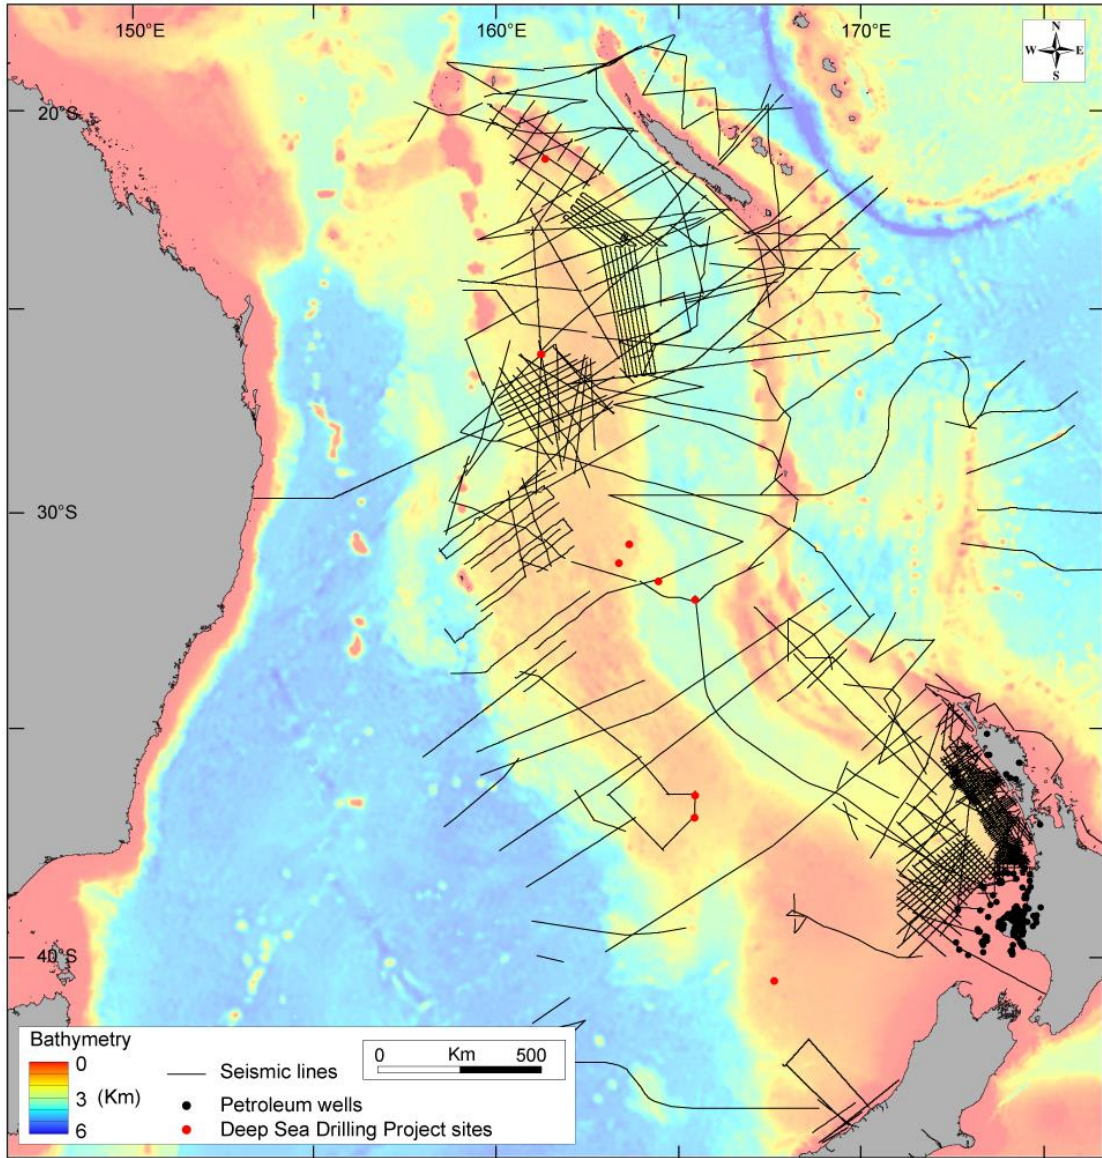 150°E 160°E 170°E
N
W E
S
20°S
30°S
40°S
Bathymetry
0
3 (Km)
6
Seismic lines
Petroleum wells
Deep Sea Drilling Project sites
0 Km 500